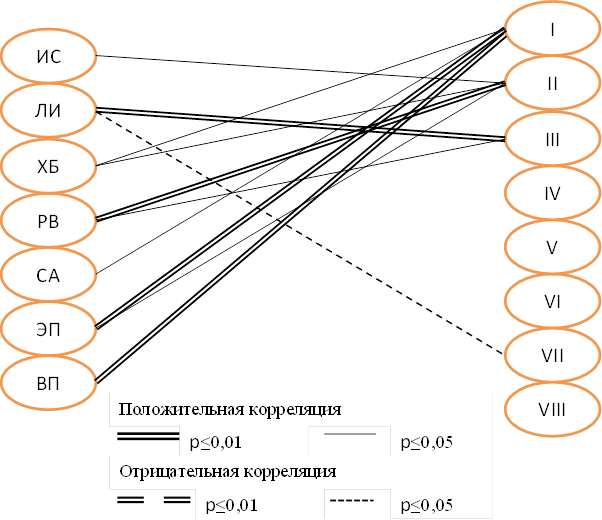 ИС
ЛИ
ХБ
РВ
СА
ЭП
ВП
I
II
III
IV
V
VI
VII
VIII
Положительная корреляция
p≤0,01 p≤0,05
Отрицательная корреляция
p≤0,01 p≤0,05